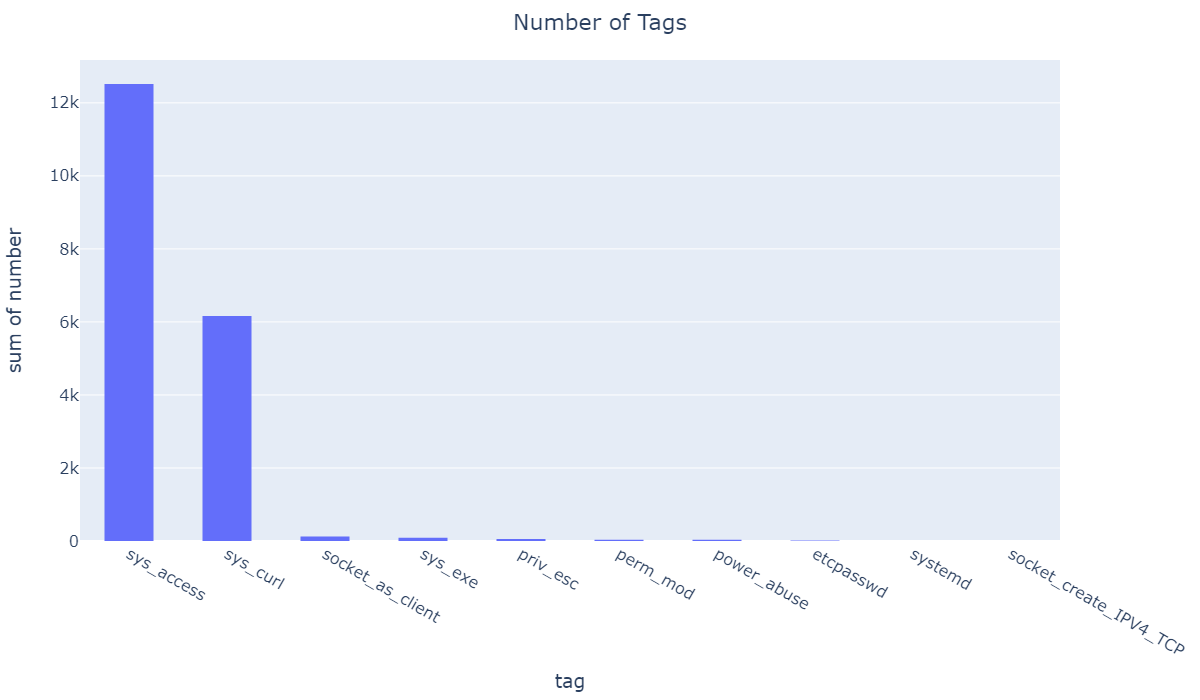 Number of Tags
sum of number
12k
10k
8k
6k
4k
2k
0
sys_access
sys_curl
socket_as_client
sys_exe
priv_esc
perm_mod
power_abuse
etcpasswd
systemd
socket_create_IPV4_TCP
tag